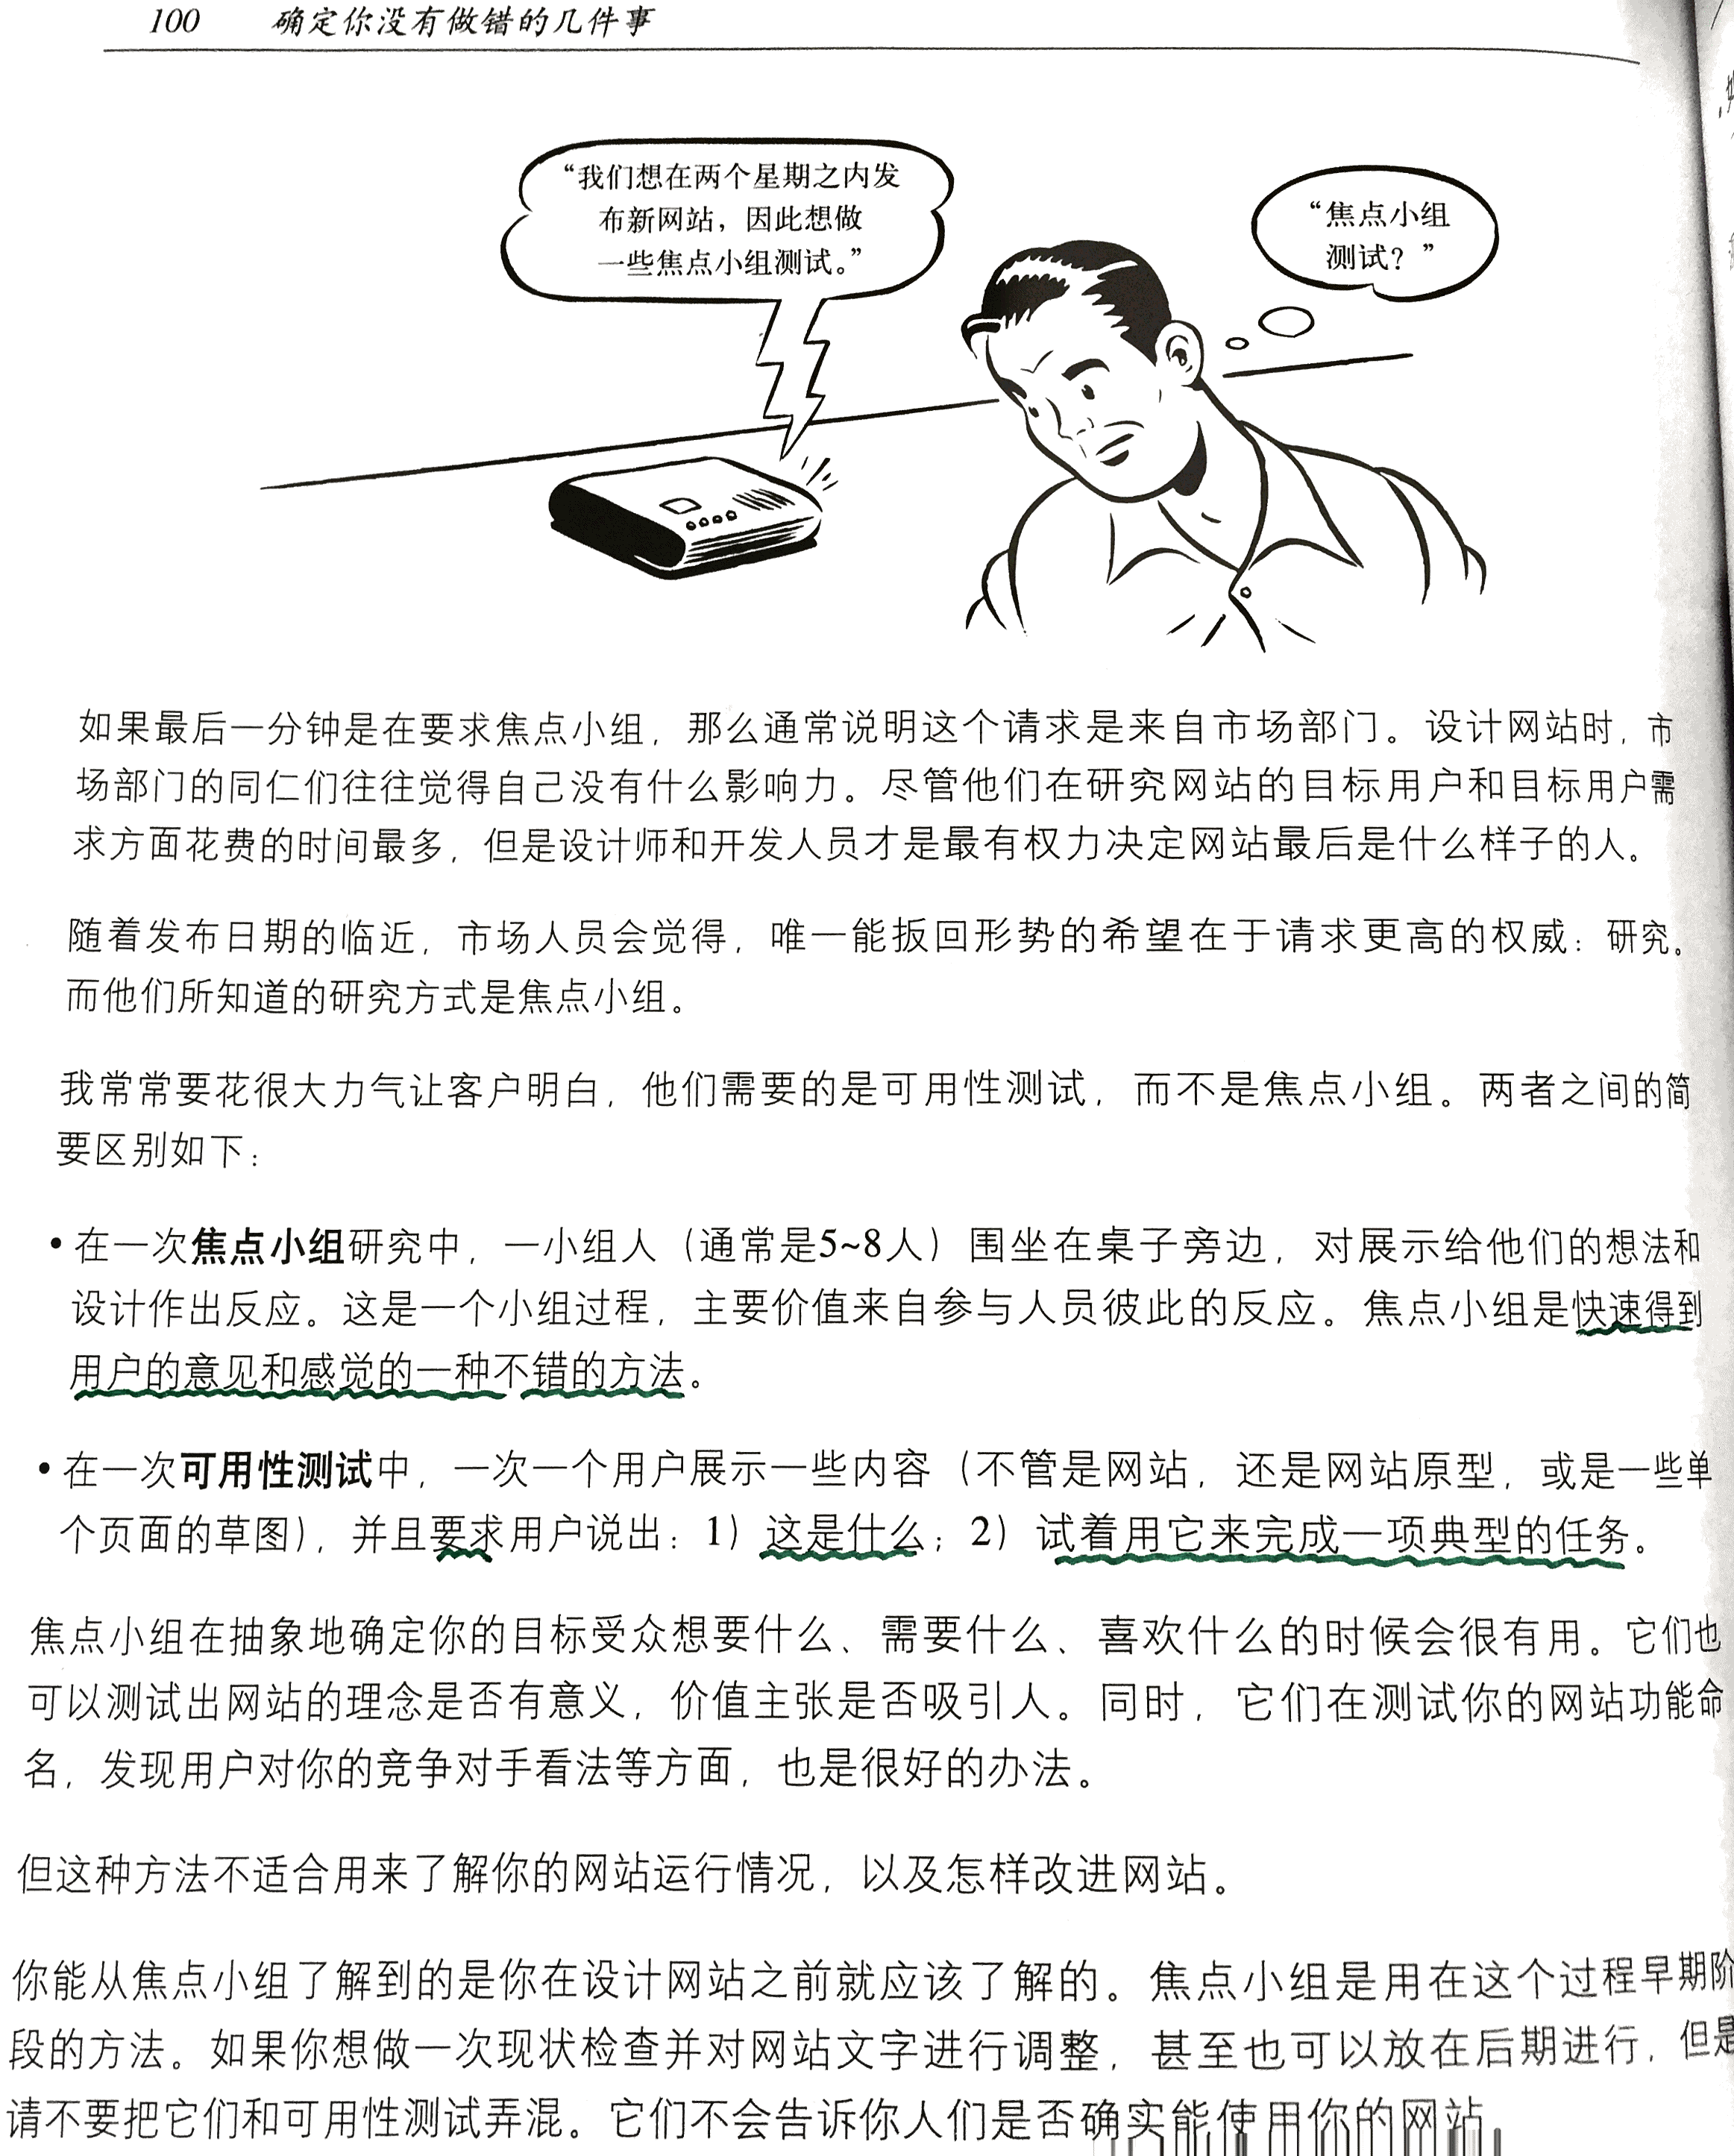 100 确定你没有做错的几件事
“我们想在两个星期之内发
布新网站，因此想做
一些焦点小组测试。”
“焦点小组
测试？”
如果最后一分钟是在要求焦点小组，那么通常说明这个请求是来自市场部门。设计网站时，市
场部门的同仁们往往觉得自己没有什么影响力。尽管他们在研究网站的目标用户和目标用户需
求方面花费的时间最多，但是设计师和开发人员才是最有权力决定网站最后是什么样子的人。
随着发布日期的临近，市场人员会觉得，唯一能扳回形势的希望在于请求更高的权威：研究。
而他们所知道的研究方式是焦点小组。
我常常要花很大力气让客户明白，他们需要的是可用性测试，而不是焦点小组。两者之间的简
要区别如下：
•在一次焦点小组研究中，一小组人（通常是5~8人）围坐在桌子旁边，对展示给他们的想法和
设计作出反应。这是一个小组过程，主要价值来自参与人员彼此的反应。焦点小组是快速得到
用户的意见和感觉的一种不错的方法。
•在一次可用性测试中，一次一个用户展示一些内容（不管是网站，还是网站原型，或是一些单
个页面的草图），并且要求用户说出：1）这是什么；2）试着用它来完成一项典型的任务。
焦点小组在抽象地确定你的目标受众想要什么、需要什么、喜欢什么的时候会很有用。它们也
可以测试出网站的理念是否有意义，价值主张是否吸引人。同时，它们在测试你的网站功能命
名，发现用户对你的竞争对手看法等方面，也是很好的办法。
但这种方法不适合用来了解你的网站运行情况，以及怎样改进网站。
你能从焦点小组了解到的是你在设计网站之前就应该了解的。焦点小组是用在这个过程早期阶
段的方法。如果你想做一次现状检查并对网站文字进行调整，甚至也可以放在后期进行，但是
请不要把它们和可用性测试弄混。它们不会告诉你人们是否确实能使用你的网站